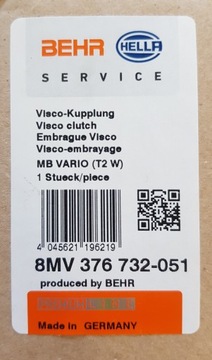 BEHR HELLA
SERVICE
Visco-Kupplung
Visco clutch
Embrague Visco
Visco-embrayage
MB VARIO (T2 W)
1 Stueck/piece
4 045621 196219
8MV 376 732-051
produced by BEHR
Made in GERMANY